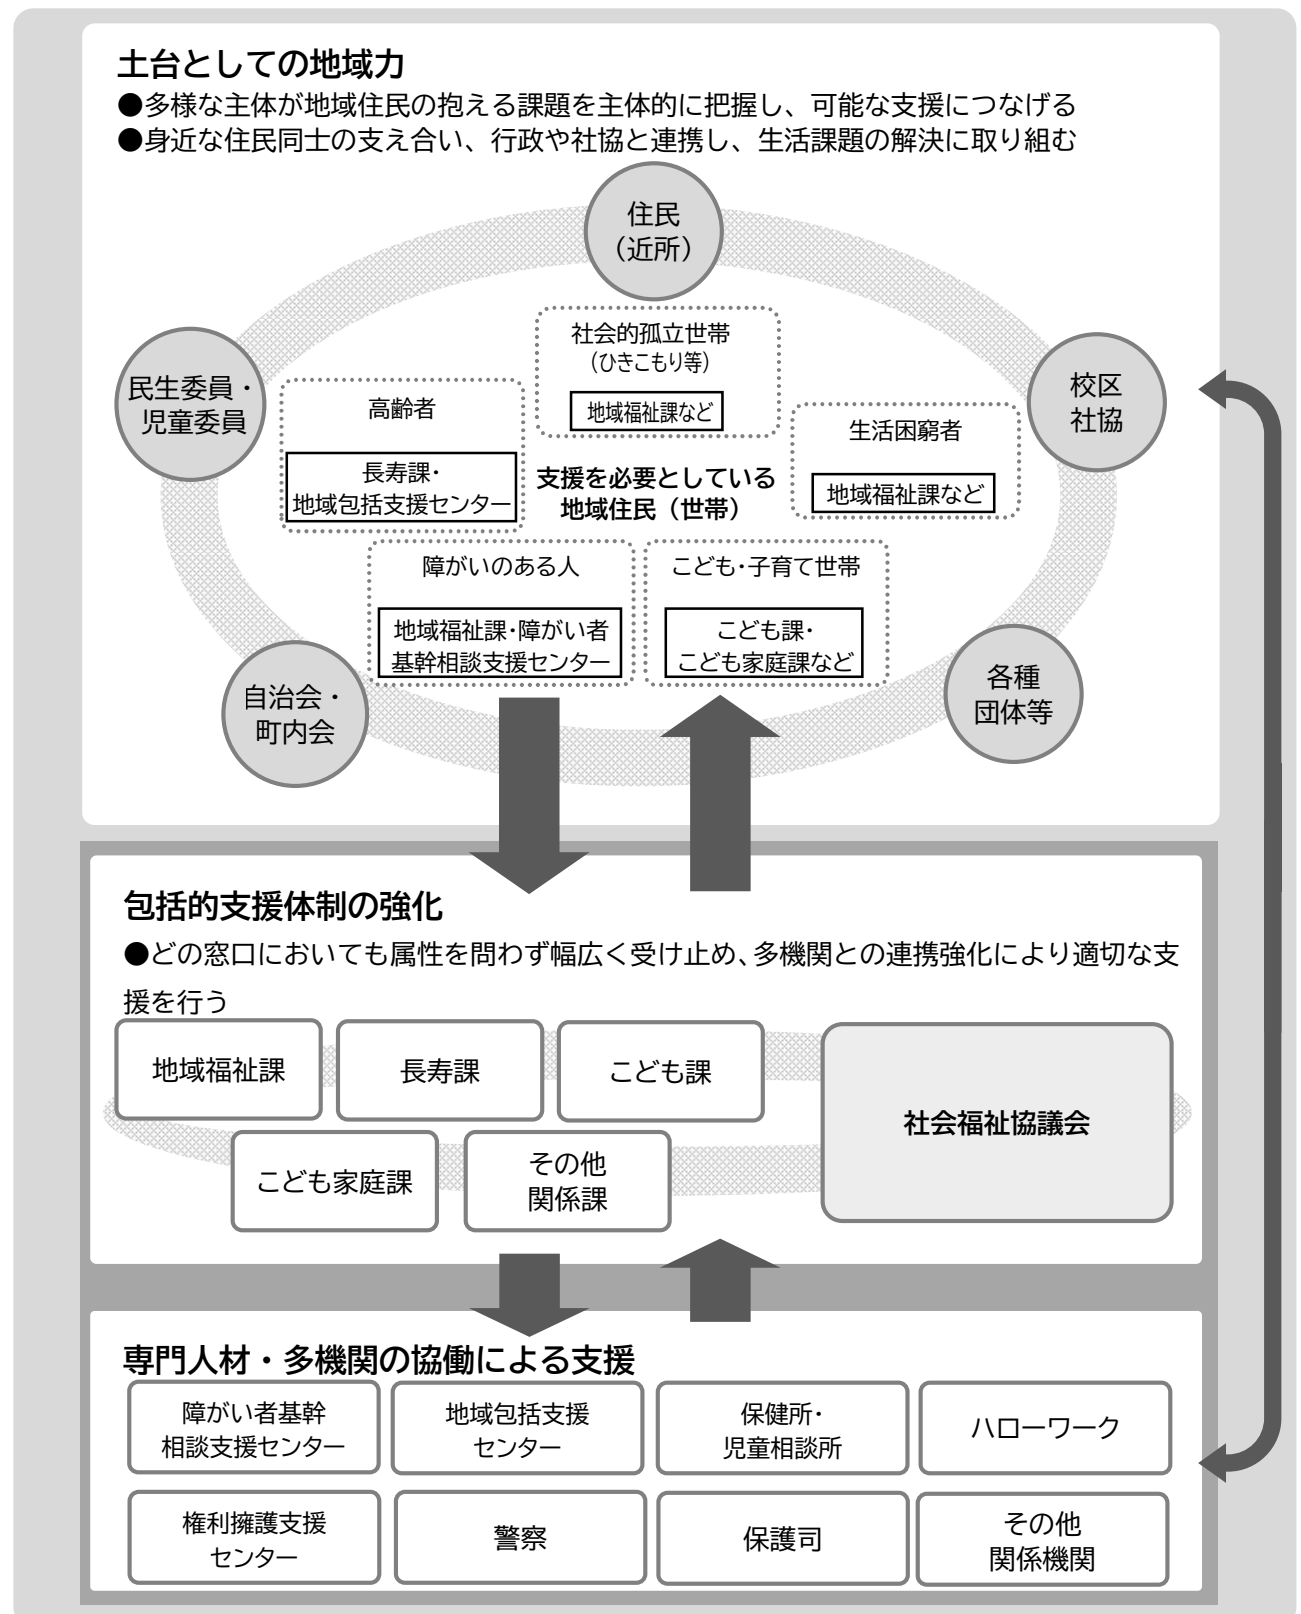 土台としての地域力
●多様な主体が地域住民の抱える課題を主体的に把握し、可能な支援につなげる
●身近な住民同士の支え合い、行政や社協と連携し、生活課題の解決に取り組む
住民
（近所）
民生委員・
児童委員
校区
社協
社会的孤立世帯
（ひきこもり等）
地域福祉課など
高齢者
長寿課・
地域包括支援センター
支援を必要としている
地域住民（世帯）
生活困窮者
地域福祉課など
障がいのある人
地域福祉課・障がい者
基幹相談支援センター
こども・子育て世帯
こども課・
こども家庭課など
自治会・
町内会
各種
団体等
包括的支援体制の強化
●どの窓口においても属性を問わず幅広く受け止め、多機関との連携強化により適切な支
援を行う
地域福祉課
長寿課
こども課
社会福祉協議会
こども家庭課
その他
関係課
専門人材・多機関の協働による支援
障がい者基幹
相談支援センター
地域包括支援
センター
保健所・
児童相談所
ハローワーク
権利擁護支援
センター
警察
保護司
その他
関係機関